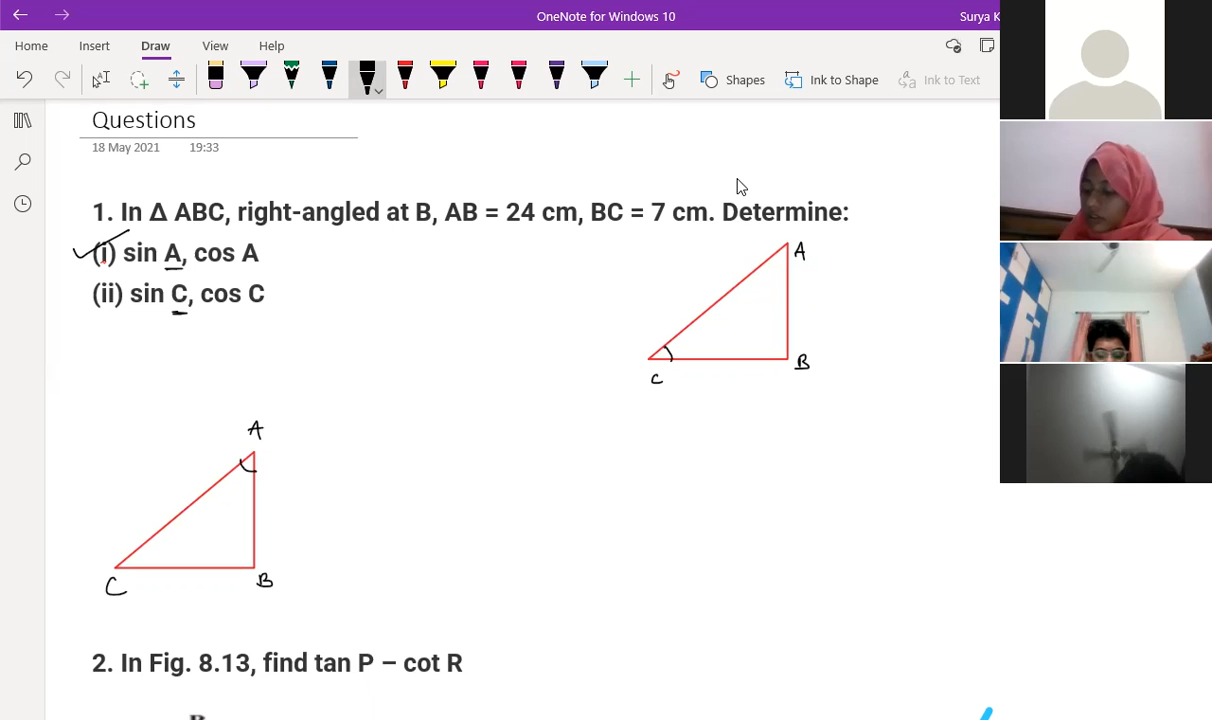 OneNote for Windows 10
Surya K
Home Insert Draw View Help
Shapes Ink to Shape Ink to Text
Questions
18 May 2021 19:33
1. In Δ ABC, right-angled at B, AB = 24 cm, BC = 7 cm. Determine:
(i) sin A, cos A
(ii) sin C, cos C
A
C
B
A
C
B
2. In Fig. 8.13, find tan P – cot R